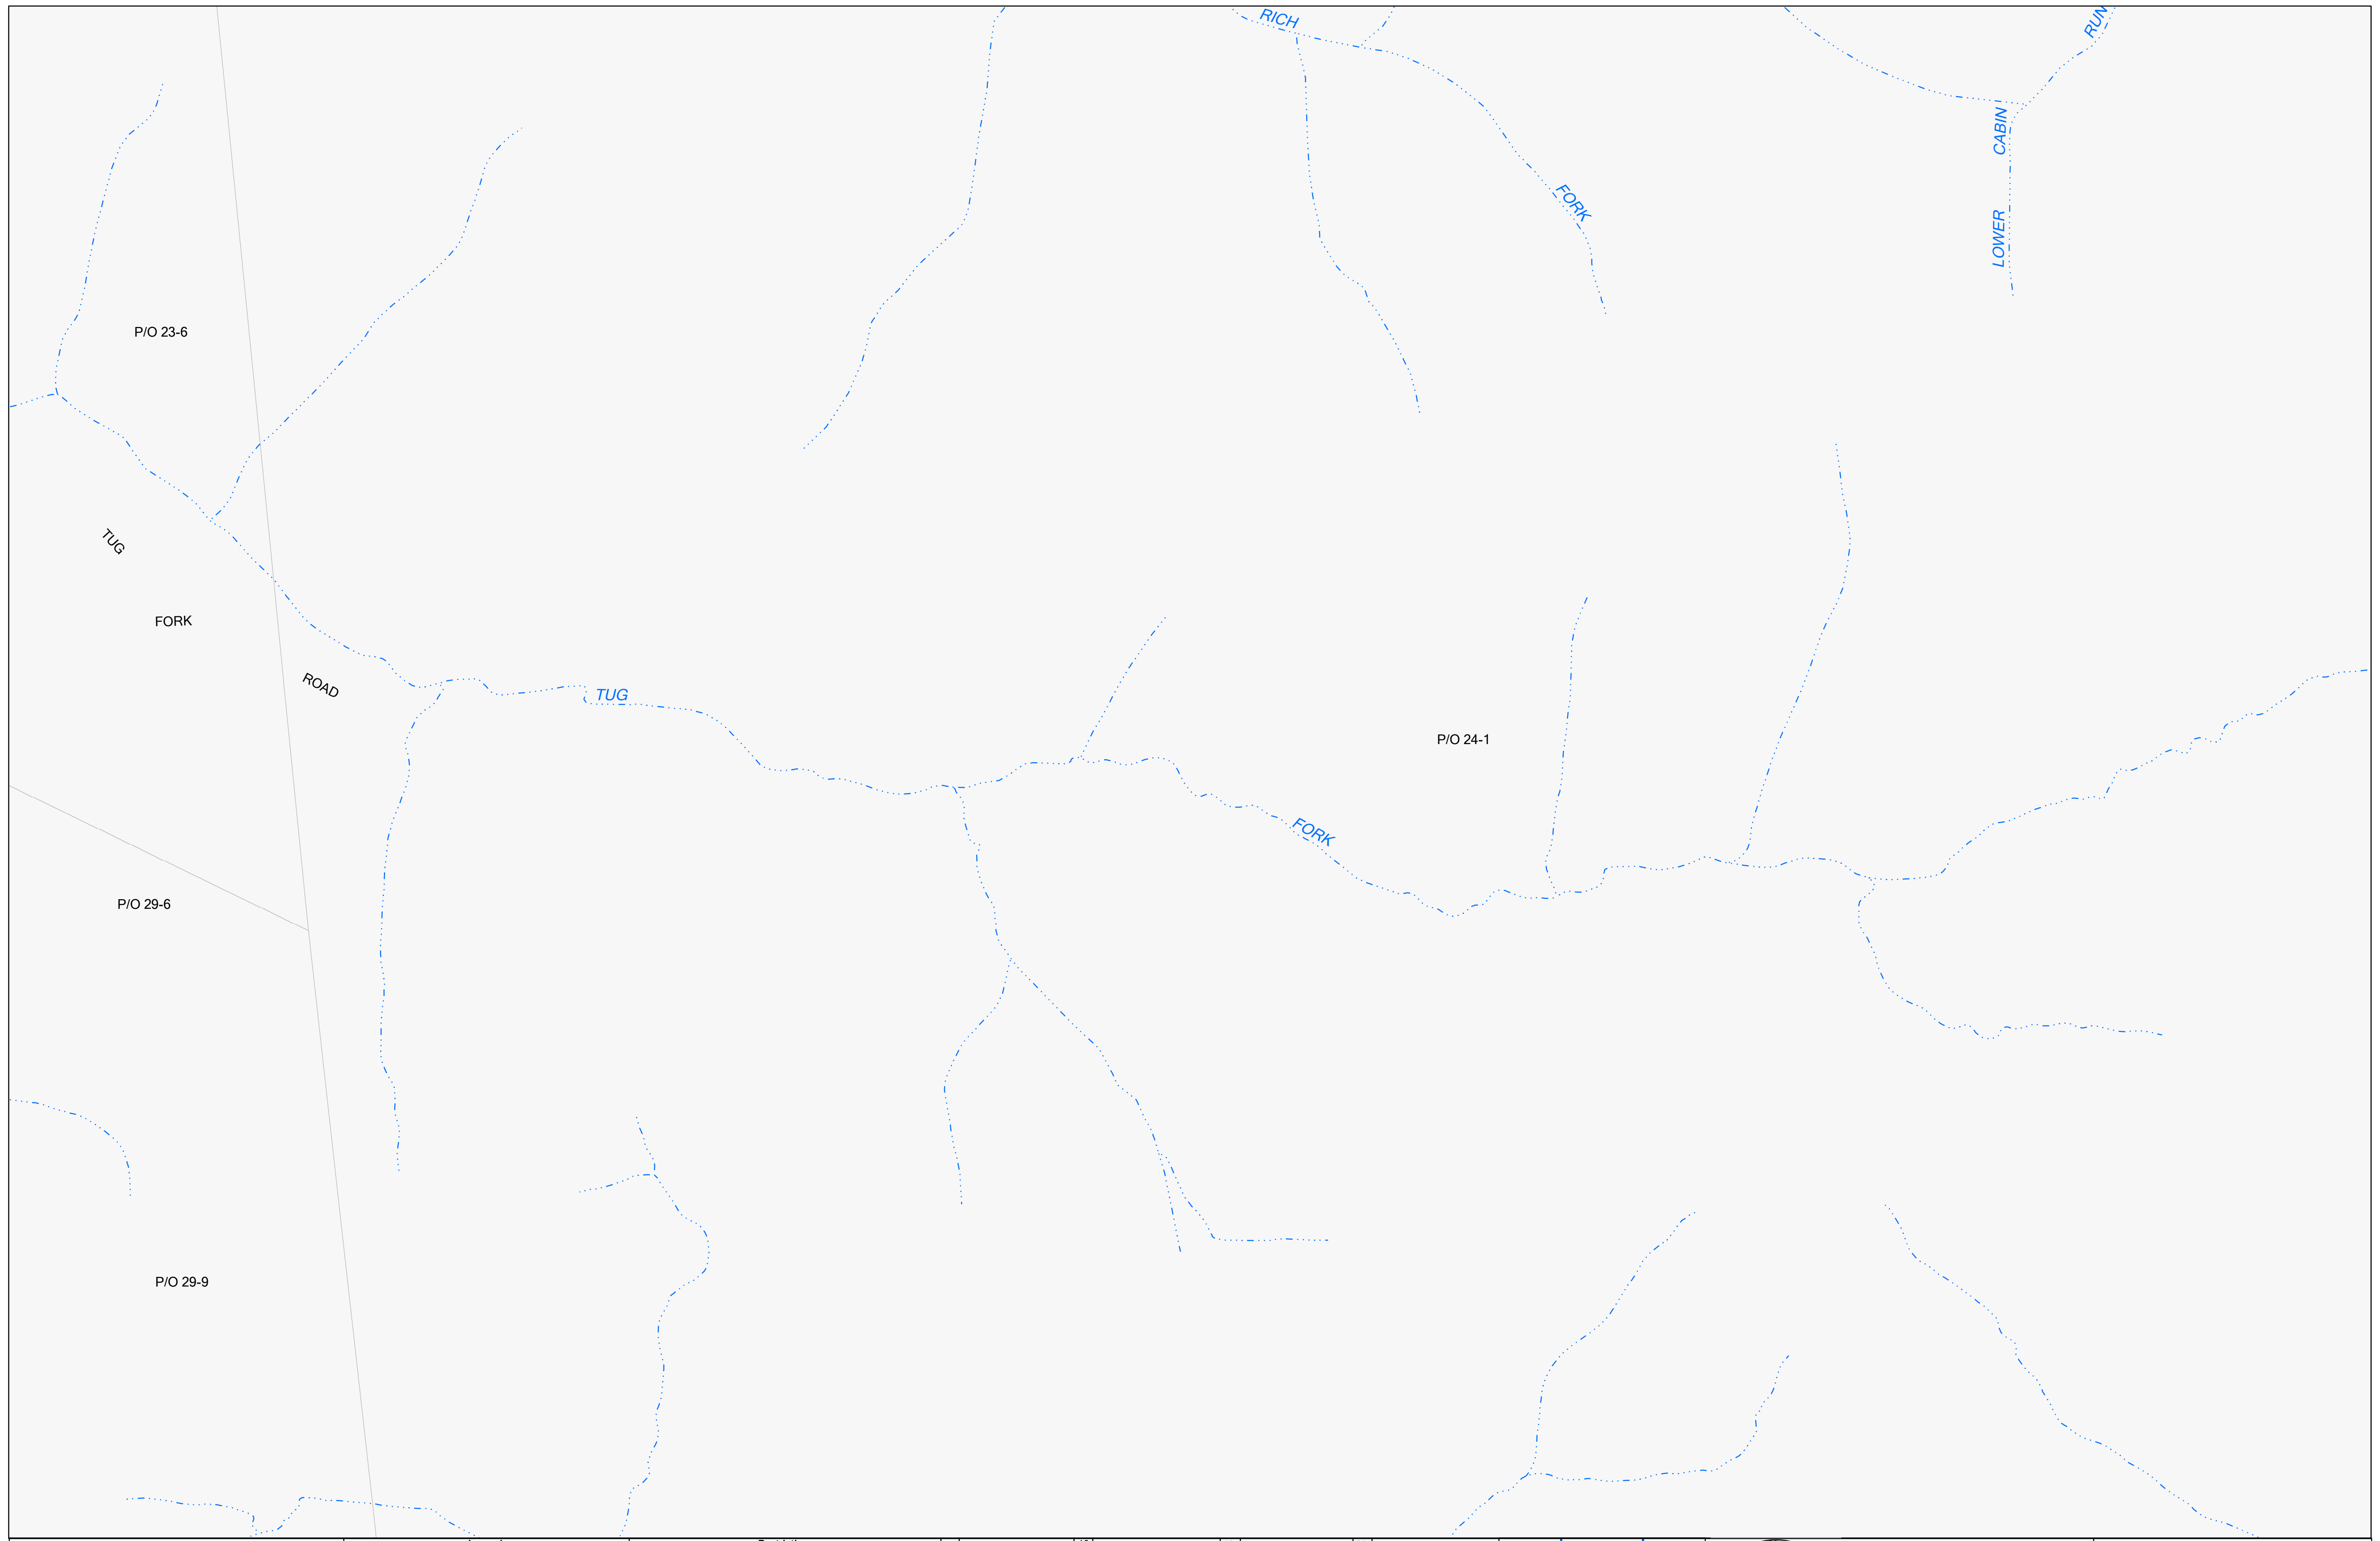 RICH
RUN
CABIN
FORK
LOWER
P/O 23-6
TUG
FORK
ROAD
TUG
P/O 24-1
FORK
P/O 29-6
P/O 29-9